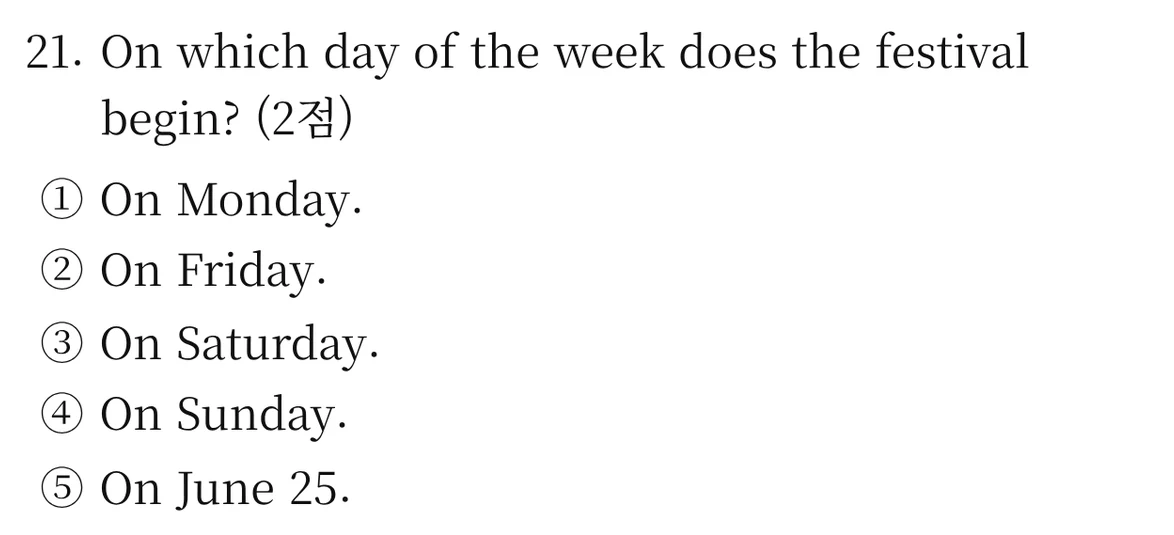 21. On which day of the week does the festival
begin? (2점)
① On Monday.
② On Friday.
③ On Saturday.
④ On Sunday.
⑤ On June 25.